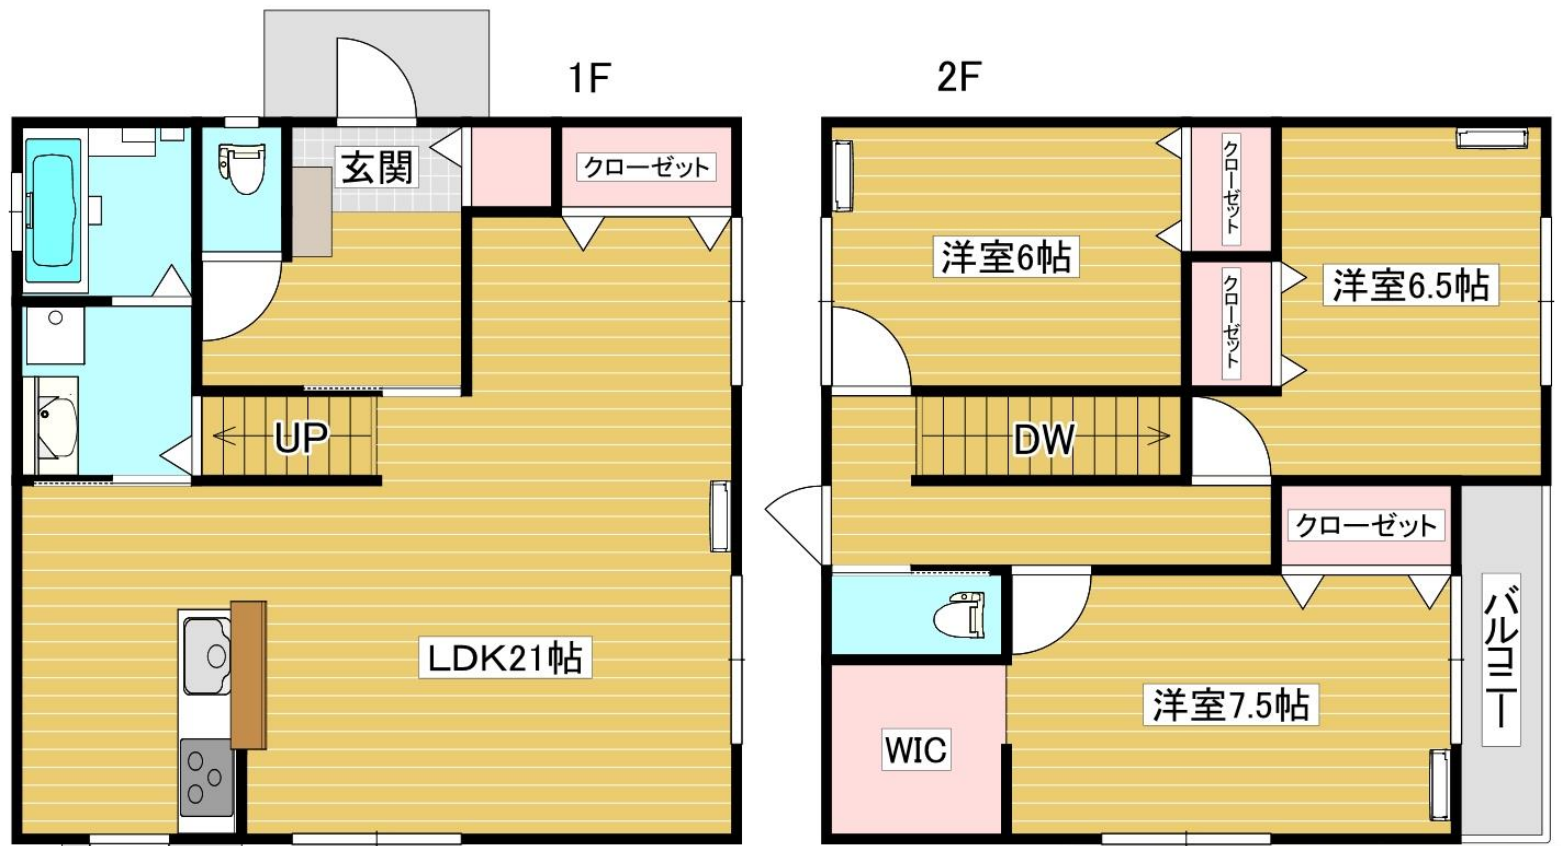 1F
2F
玄関
クローゼット
UP
LDK21帖
洋室6帖
クローゼット
クローゼット
洋室6.5帖
DW
クローゼット
バルコニー
洋室7.5帖
WIC